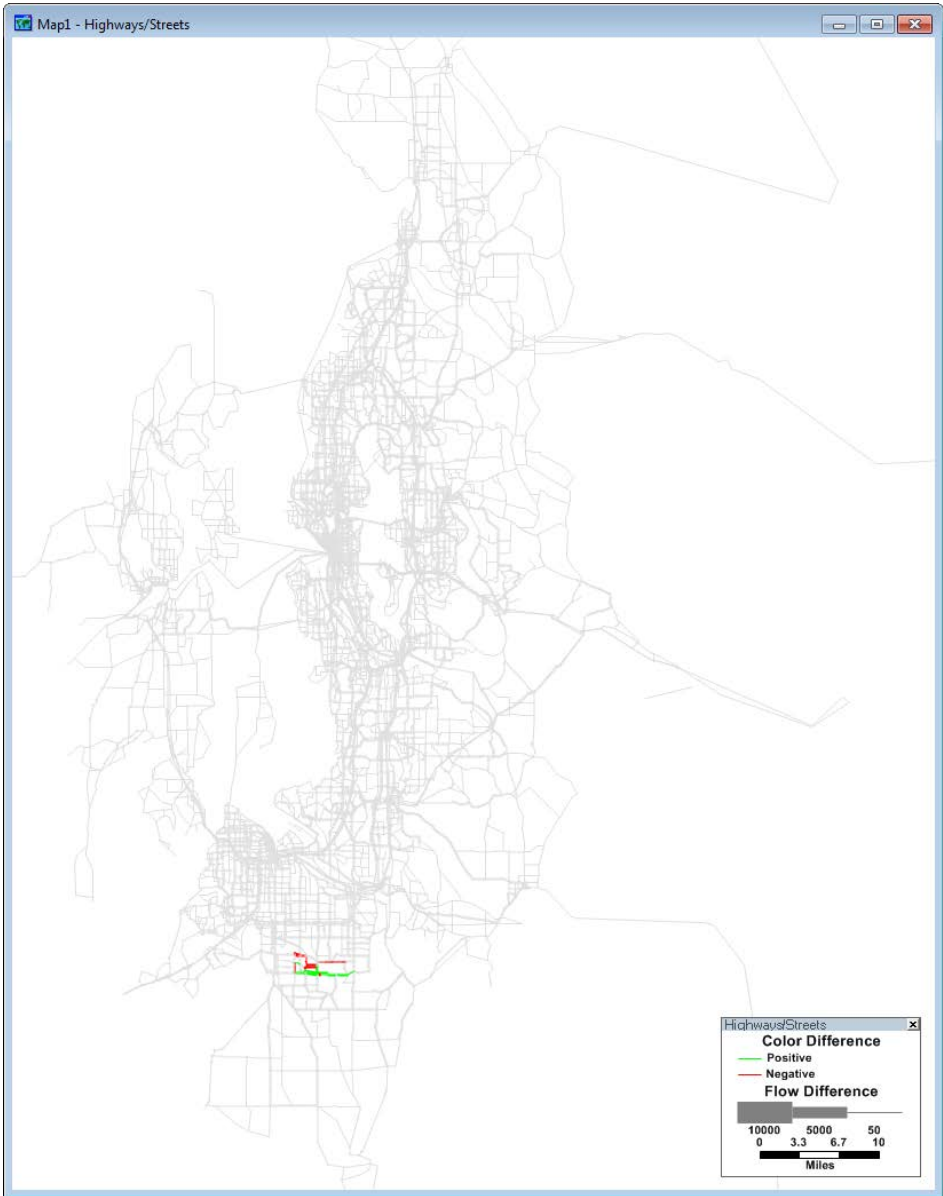 Map1 - Highways/Streets
Highways/Streets
Color Difference
Positive
Negative
Flow Difference
10000 5000 50
0 3.3 6.7 10
Miles